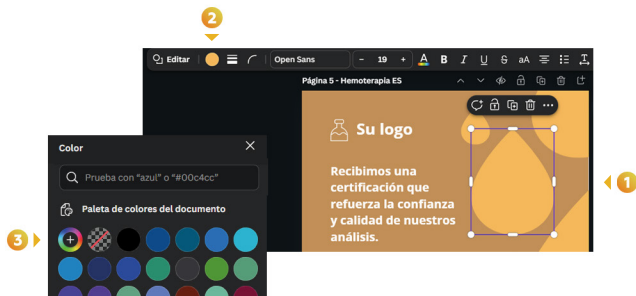 2
Editar
Open Sans
– 19 +
A B I U S aA
Página 5 - Hemoterapia ES
Su logo
Recibimos una
certificación que
refuerza la confianza
y calidad de nuestros
análisis.
1
Color
Prueba con "azul" o "#00c4cc"
Paleta de colores del documento
3